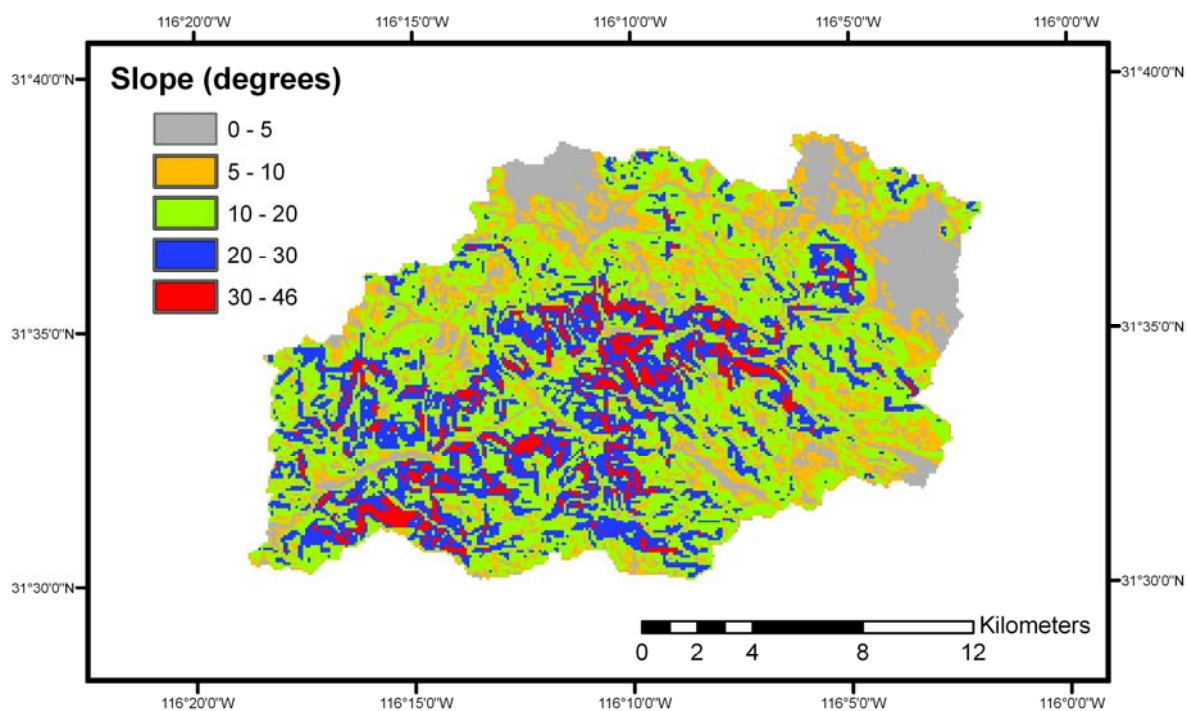 116°20'0"W 116°15'0"W 116°10'0"W 116°5'0"W 116°0'0"W
31°40'0"N 31°40'0"N
Slope (degrees)
0 - 5
5 - 10
10 - 20
20 - 30
30 - 46
31°35'0"N 31°35'0"N
31°30'0"N 31°30'0"N
Kilometers
0 2 4 8 12
116°20'0"W 116°15'0"W 116°10'0"W 116°5'0"W 116°0'0"W